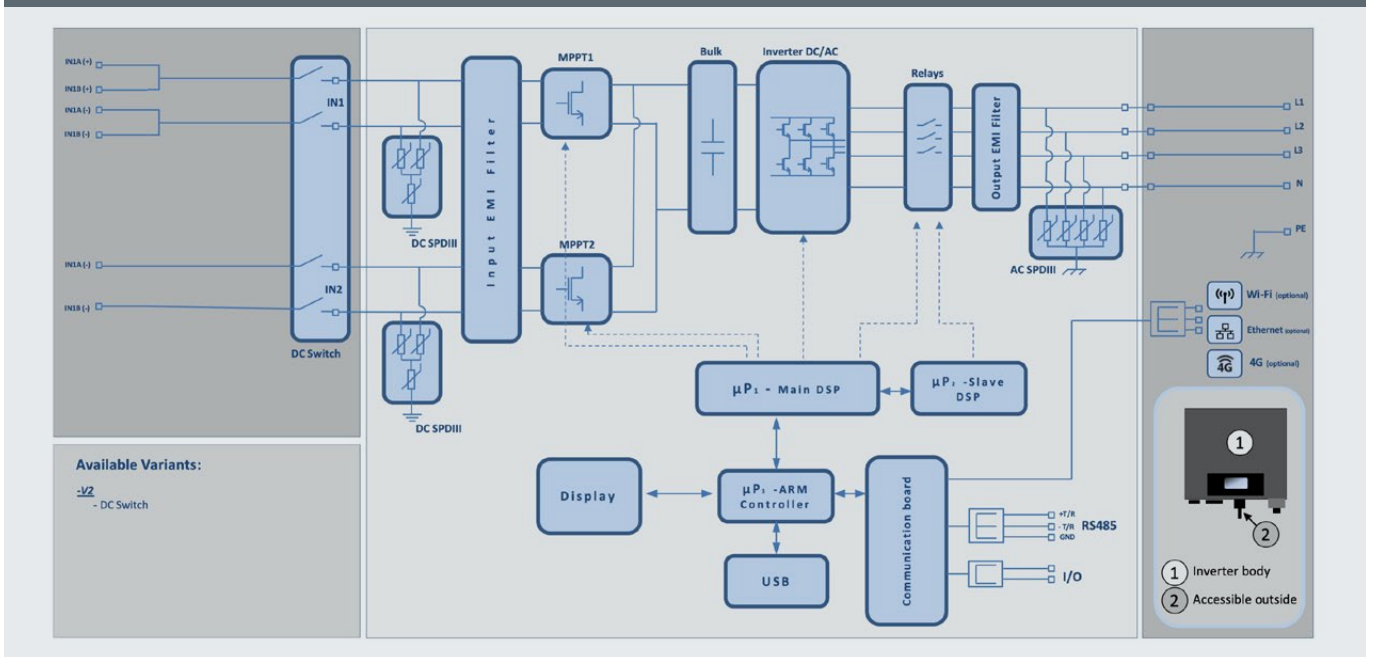 IN1A (+)
IN1B (+)
IN1A (-)
IN1B (-)
IN1
DC SPDIII
Input EMI Filter
MPPT1
MPPT2
Bulk
Inverter DC/AC
Relays
Output EMI Filter
L1
L2
L3
N
PE
AC SPDIII
IN1A (-)
IN1B (-)
IN2
DC Switch
DC SPDIII
Wi-Fi (optional)
Ethernet (optional)
4G
4G (optional)
µP₁ - Main DSP
µP₂ -Slave
DSP
Available Variants:
-V2
- DC Switch
Display
µP₁ -ARM
Controller
USB
Communication board
+T/R
- T/R
GND
RS485
I/O
1
2
1 Inverter body
2 Accessible outside